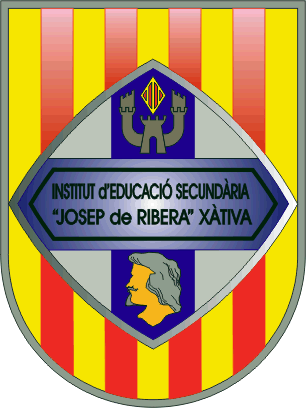 INSTITUT d'EDUCACIÓ SECUNDÀRIA
"JOSEP de RIBERA" XÀTIVA